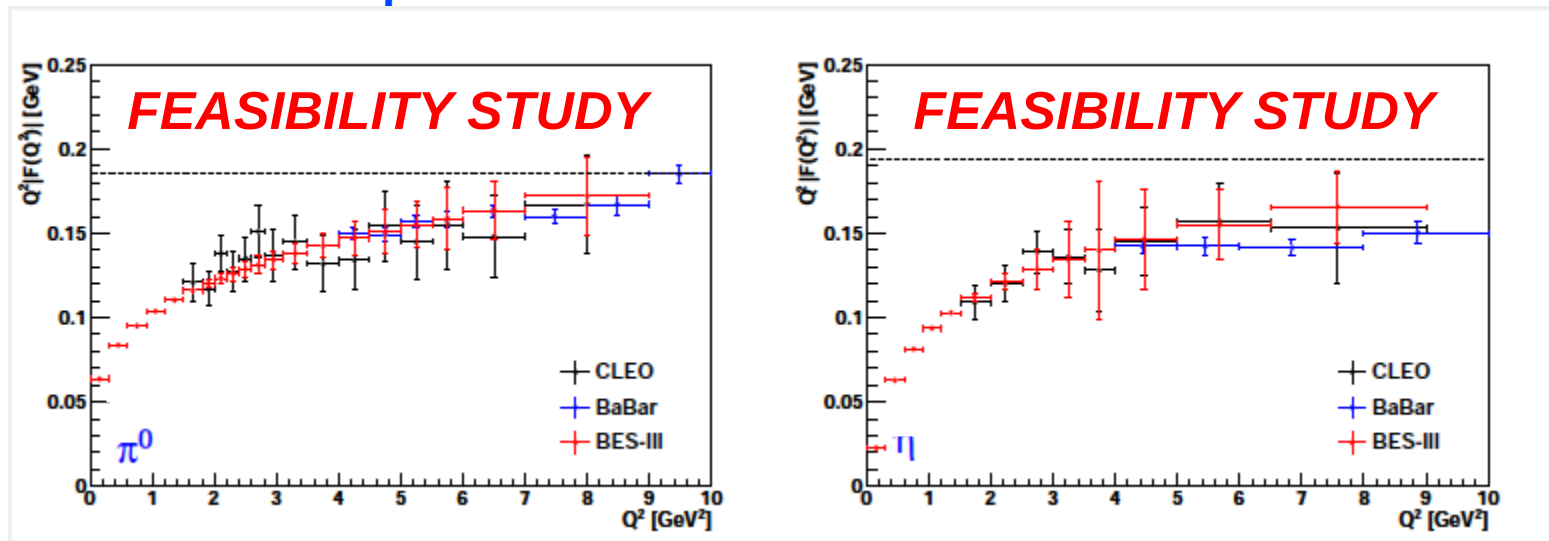 FEASIBILITY STUDY
Q²|F(Q²)| [GeV]
0.25
0.2
0.15
0.1
0.05
0
CLEO
BaBar
BES-III
π⁰
0 1 2 3 4 5 6 7 8 9 10
Q² [GeV²]
FEASIBILITY STUDY
Q²|F(Q²)| [GeV]
0.25
0.2
0.15
0.1
0.05
0
CLEO
BaBar
BES-III
η
0 1 2 3 4 5 6 7 8 9 10
Q² [GeV²]